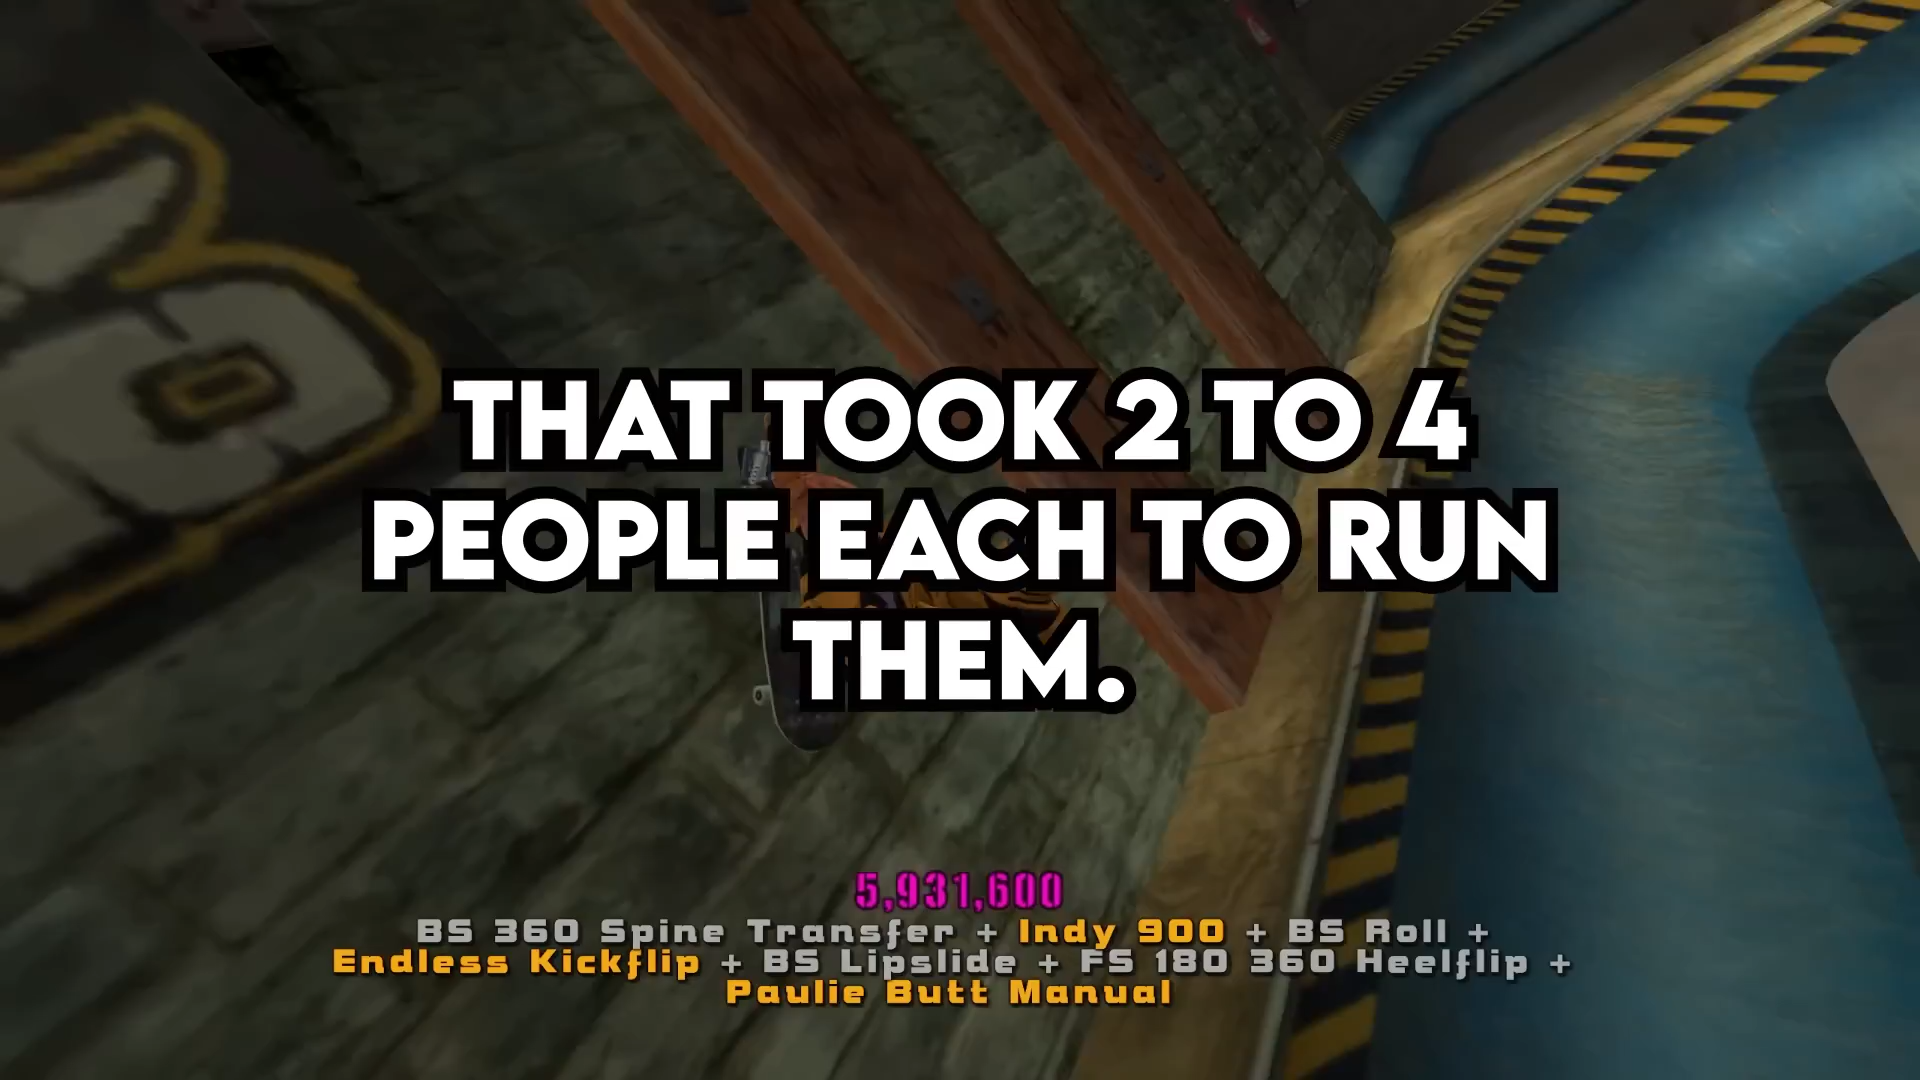 THAT TOOK 2 TO 4
PEOPLE EACH TO RUN
THEM.
5,931,600
BS 360 Spine Transfer + Indy 900 + BS Roll +
Endless Kickflip + BS Lipslide + FS 180 360 Heelflip +
Paulie Butt Manual